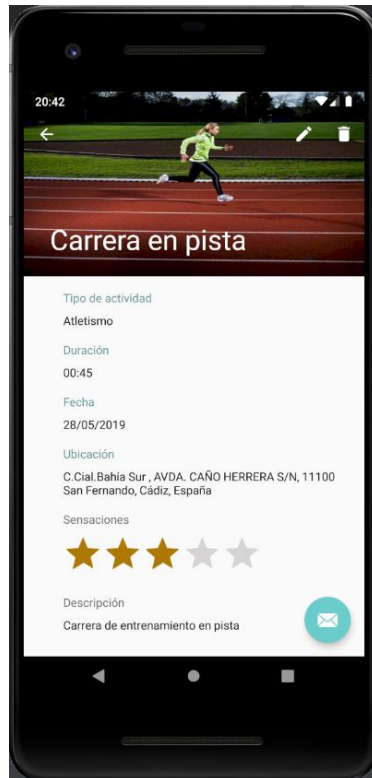 20:42
Carrera en pista
Tipo de actividad
Atletismo
Duración
00:45
Fecha
28/05/2019
Ubicación
C.Cial.Bahía Sur , AVDA. CAÑO HERRERA S/N, 11100
San Fernando, Cádiz, España
Sensaciones
Descripción
Carrera de entrenamiento en pista